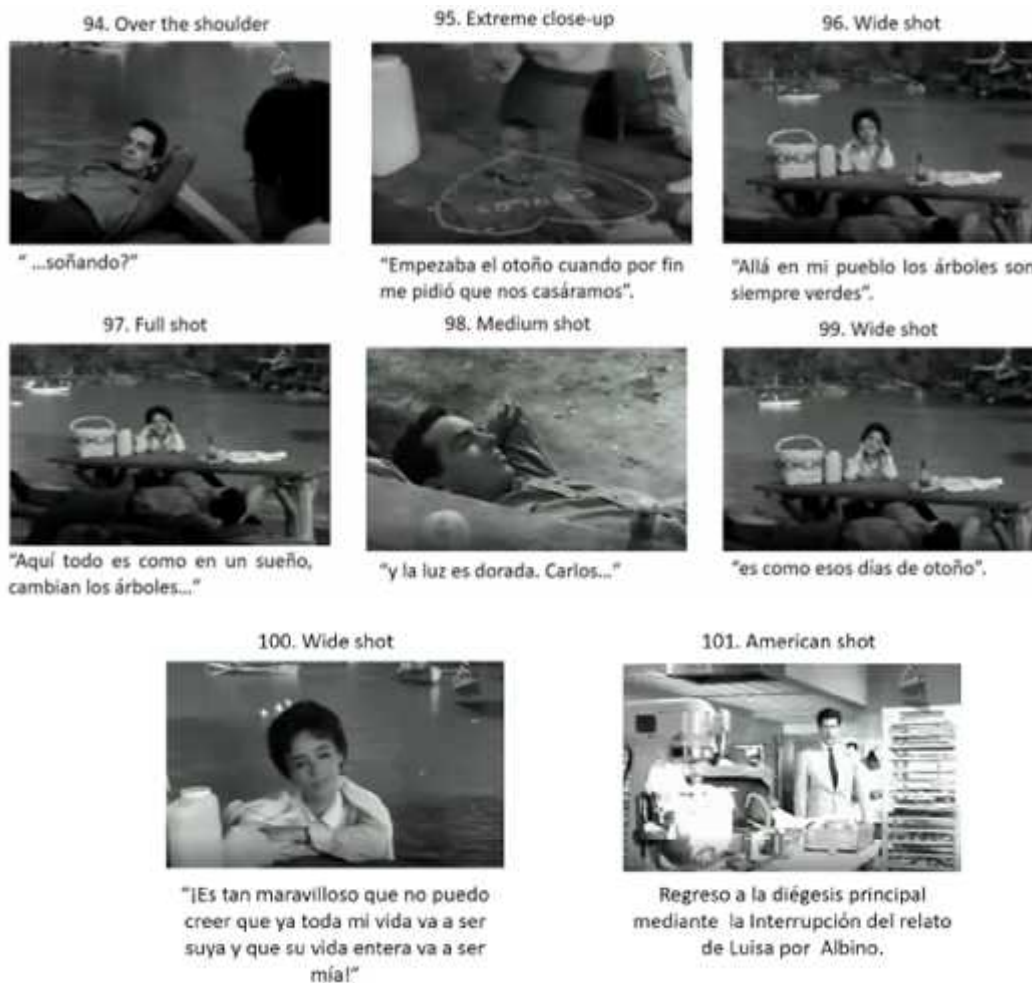 94. Over the shoulder
95. Extreme close-up
96. Wide shot
" ...soñando?"
"Empezaba el otoño cuando por fin
me pidió que nos casáramos".
"Allá en mi pueblo los árboles son
siempre verdes".
97. Full shot
98. Medium shot
99. Wide shot
"Aquí todo es como en un sueño,
cambian los árboles..."
"y la luz es dorada. Carlos..."
"es como esos días de otoño".
100. Wide shot
101. American shot
"¡Es tan maravilloso que no puedo
creer que ya toda mi vida va a ser
suya y que su vida entera va a ser
mía!"
Regreso a la diégesis principal
mediante la Interrupción del relato
de Luisa por Albino.